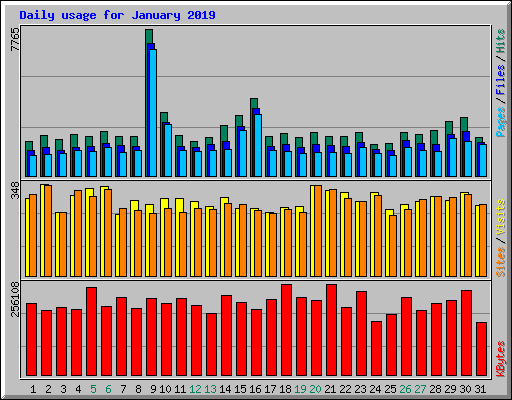 Daily usage for January 2019
7765
348
256108
Pages / Files / Hits
Sites / Visits
KBytes
1 2 3 4 5 6 7 8 9 10 11 12 13 14 15 16 17 18 19 20 21 22 23 24 25 26 27 28 29 30 31